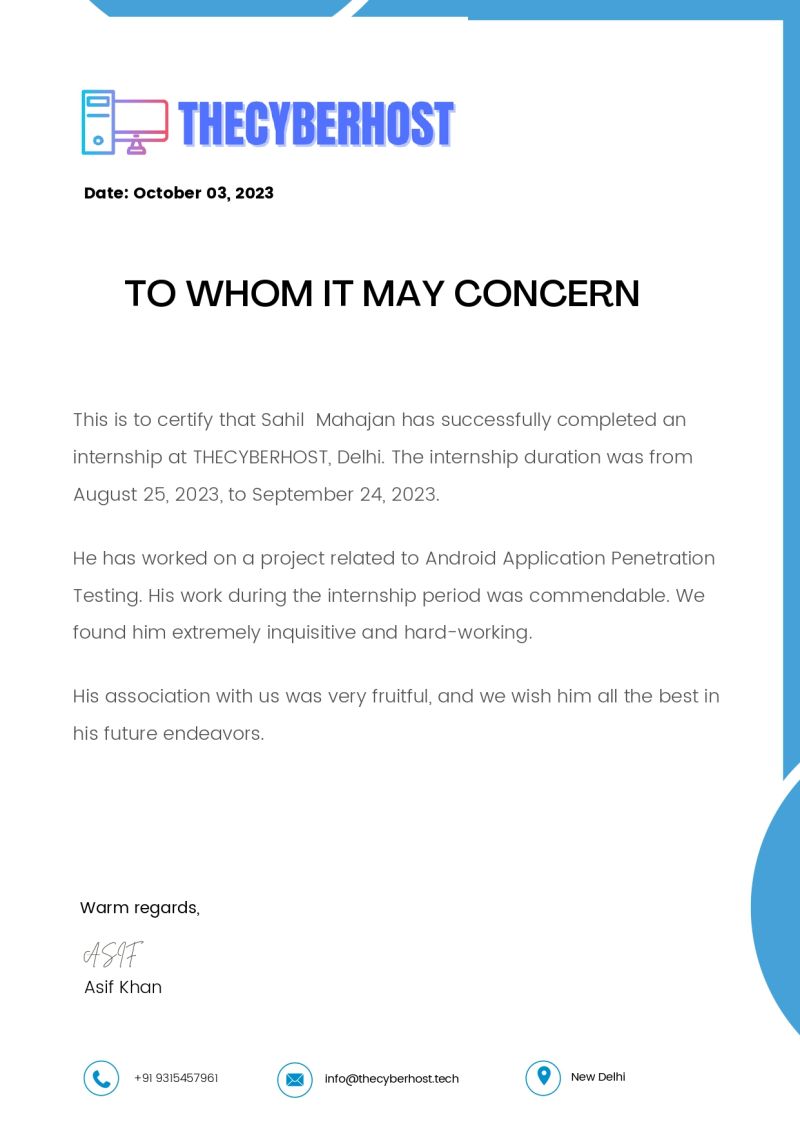 THECYBERHOST
Date: October 03, 2023
TO WHOM IT MAY CONCERN
This is to certify that Sahil  Mahajan has successfully completed an
internship at THECYBERHOST, Delhi. The internship duration was from
August 25, 2023, to September 24, 2023.
He has worked on a project related to Android Application Penetration
Testing. His work during the internship period was commendable. We
found him extremely inquisitive and hard-working.
His association with us was very fruitful, and we wish him all the best in
his future endeavors.
Warm regards,
ASIF
Asif Khan
+91 9315457961
info@thecyberhost.tech
New Delhi